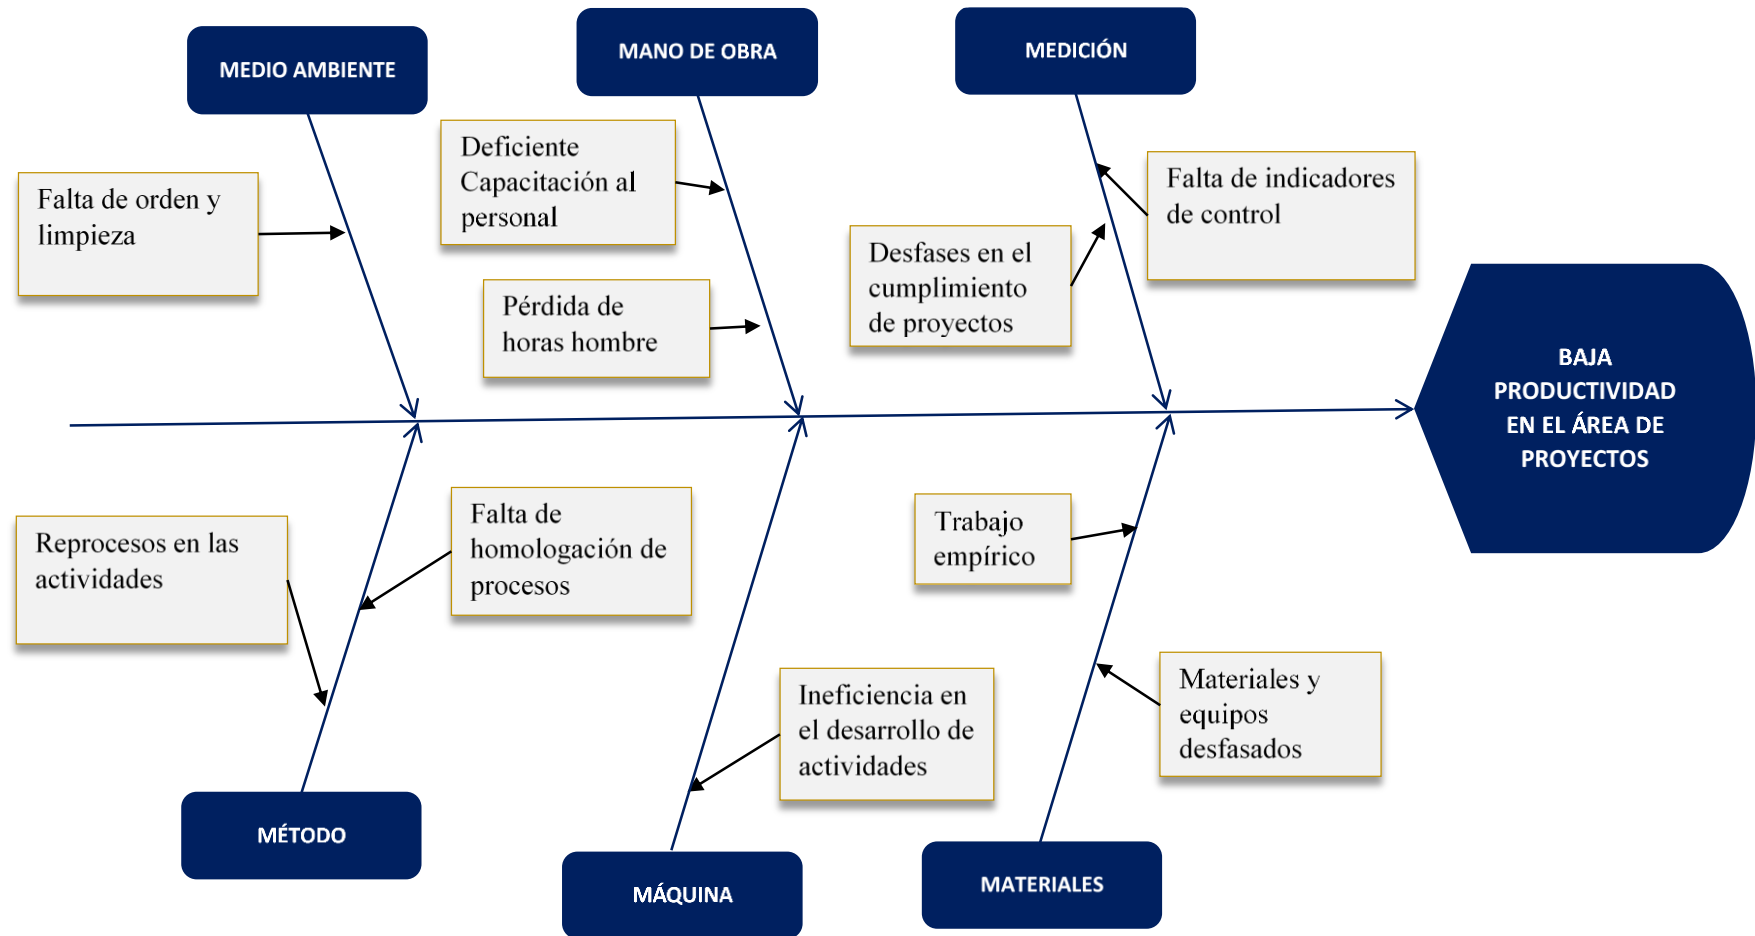 MEDIO AMBIENTE
MANO DE OBRA
MEDICIÓN
Falta de orden y
limpieza
Deficiente
Capacitación al
personal
Pérdida de
horas hombre
Desfases en el
cumplimiento
de proyectos
Falta de indicadores
de control
BAJA
PRODUCTIVIDAD
EN EL ÁREA DE
PROYECTOS
Reprocesos en las
actividades
Falta de
homologación de
procesos
Ineficiencia en
el desarrollo de
actividades
Trabajo
empírico
Materiales y
equipos
desfasados
MÉTODO
MÁQUINA
MATERIALES